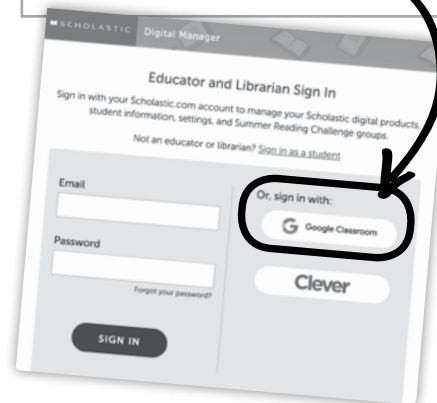 SCHOLASTIC Digital Manager
Educator and Librarian Sign In
Sign in with your Scholastic.com account to manage your Scholastic digital products,
student information, settings, and Summer Reading Challenge groups.
Not an educator or librarian? Sign in as a student
Email
Password
Forgot your password?
SIGN IN
Or, sign in with:
G Google Classroom
Clever